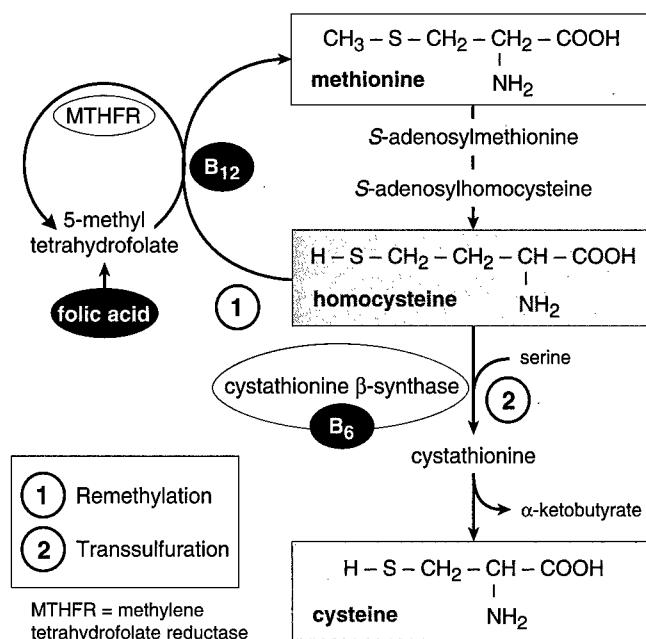 CH3 – S – CH2 – CH2 – COOH
NH2
methionine
MTHFR
B12
S-adenosylmethionine
S-adenosylhomocysteine
5-methyl
tetrahydrofolate
folic acid
1
H – S – CH2 – CH2 – CH – COOH
NH2
homocysteine
serine
cystathionine β-synthase
B6
2
cystathionine
α-ketobutyrate
1 Remethylation
2 Transsulfuration
H – S – CH2 – CH – COOH
NH2
cysteine
MTHFR = methylene
tetrahydrofolate reductase